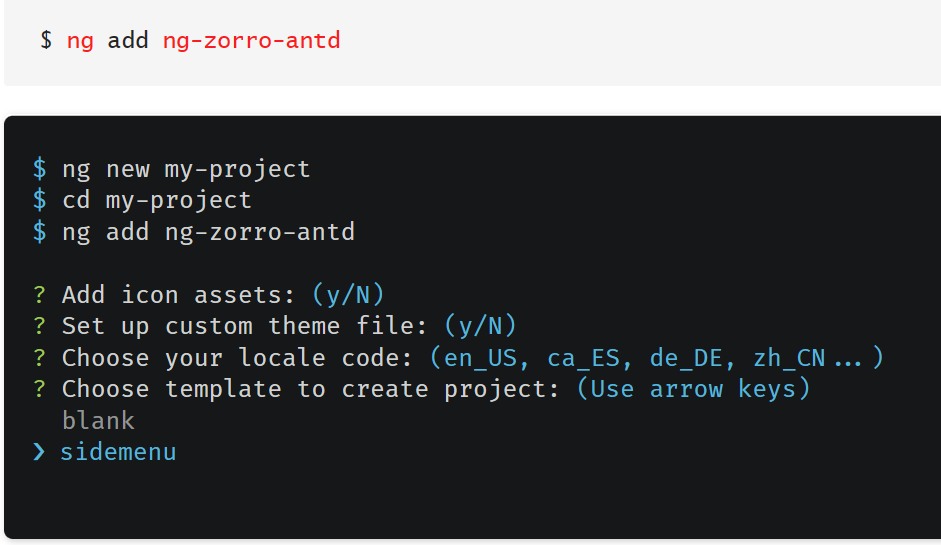 $ ng add ng-zorro-antd
$ ng new my-project
$ cd my-project
$ ng add ng-zorro-antd
? Add icon assets: (y/N)
? Set up custom theme file: (y/N)
? Choose your locale code: (en_US, ca_ES, de_DE, zh_CN...)
? Choose template to create project: (Use arrow keys)
blank
❯ sidemenu